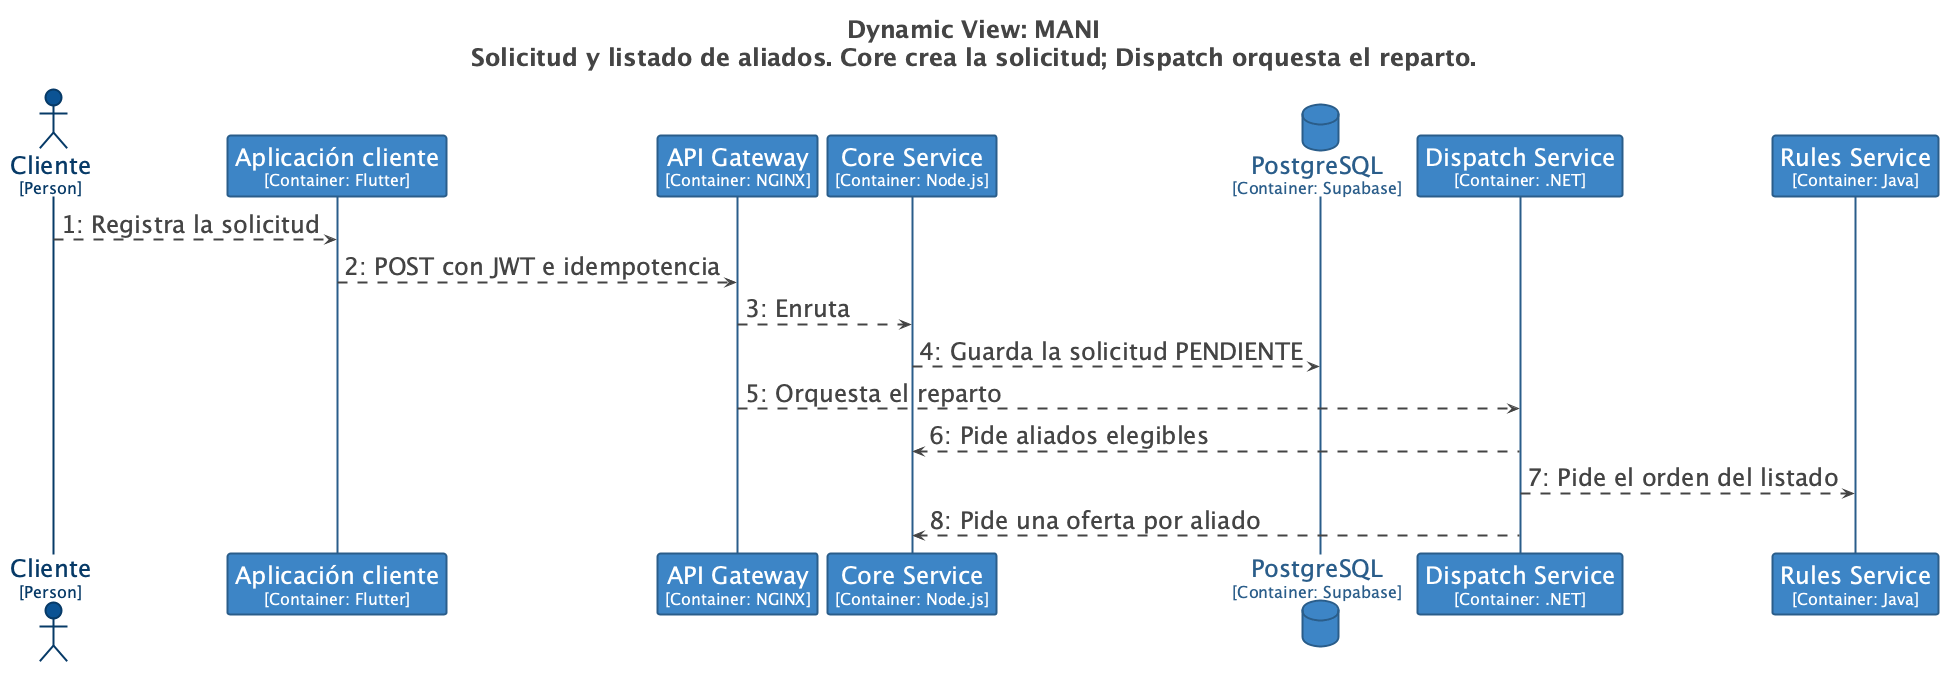 Dynamic View: MANI
Solicitud y listado de aliados. Core crea la solicitud; Dispatch orquesta el reparto.
Cliente
[Person]
Aplicación cliente
[Container: Flutter]
API Gateway
[Container: NGINX]
Core Service
[Container: Node.js]
PostgreSQL
[Container: Supabase]
Dispatch Service
[Container: .NET]
Rules Service
[Container: Java]
1: Registra la solicitud
2: POST con JWT e idempotencia
3: Enruta
4: Guarda la solicitud PENDIENTE
5: Orquesta el reparto
6: Pide aliados elegibles
7: Pide el orden del listado
8: Pide una oferta por aliado
Cliente
[Person]
Aplicación cliente
[Container: Flutter]
API Gateway
[Container: NGINX]
Core Service
[Container: Node.js]
PostgreSQL
[Container: Supabase]
Dispatch Service
[Container: .NET]
Rules Service
[Container: Java]